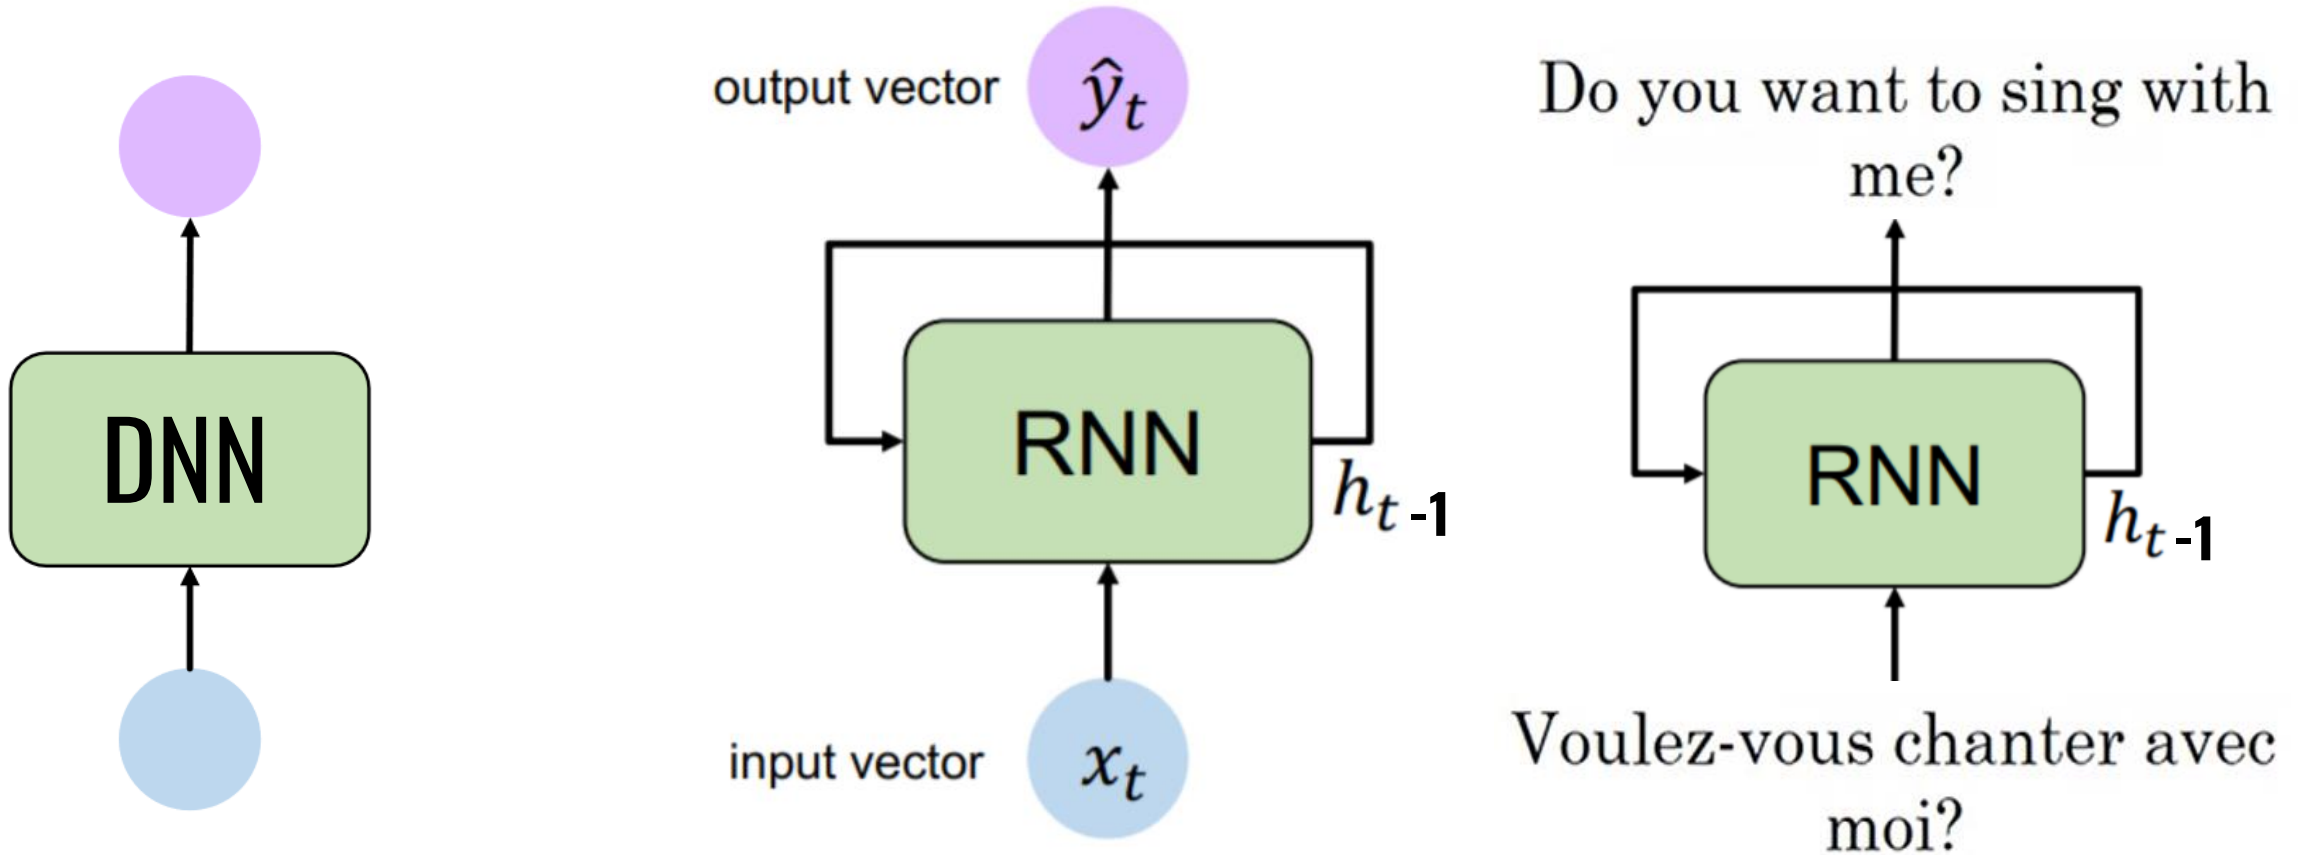 DNN
output vector
ŷt
RNN
ht-1
input vector
xt
Do you want to sing with
me?
RNN
ht-1
Voulez-vous chanter avec
moi?